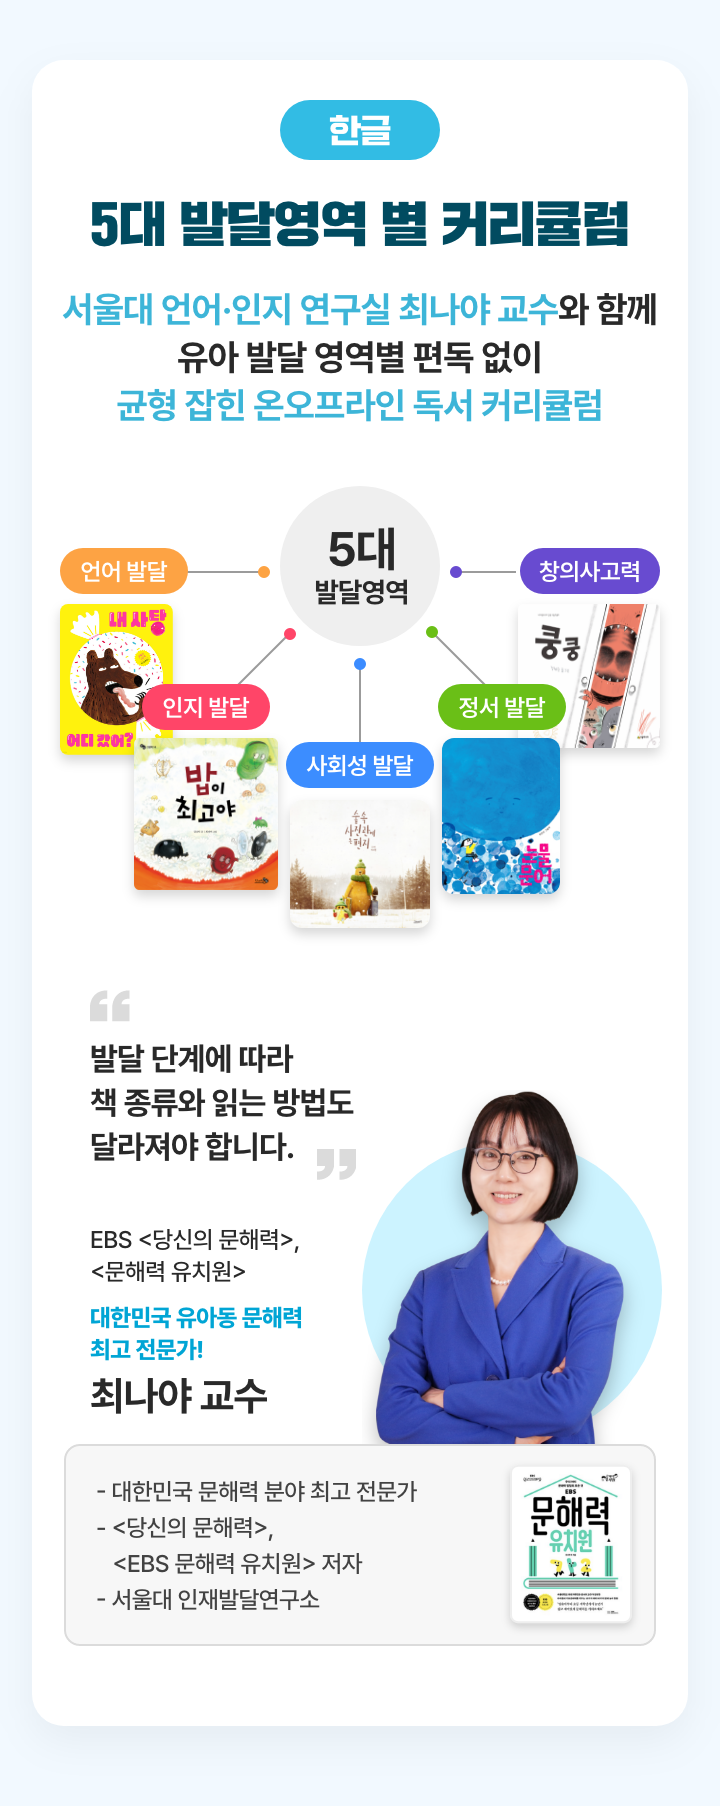 한글
5대 발달영역 별 커리큘럼
서울대 언어·인지 연구실 최나야 교수와 함께
유아 발달 영역별 편독 없이
균형 잡힌 온오프라인 독서 커리큘럼
5대
발달영역
언어 발달
창의사고력
내 사탕
어디 갔어?
쿵쿵
인지 발달
정서 발달
사회성 발달
밥이
최고야
눈물
문어
발달 단계에 따라
책 종류와 읽는 방법도
달라져야 합니다.
EBS <당신의 문해력>,
<문해력 유치원>
대한민국 유아동 문해력
최고 전문가!
최나야 교수
- 대한민국 문해력 분야 최고 전문가
- <당신의 문해력>,
<EBS 문해력 유치원> 저자
- 서울대 인재발달연구소
EBS
문해력
유치원